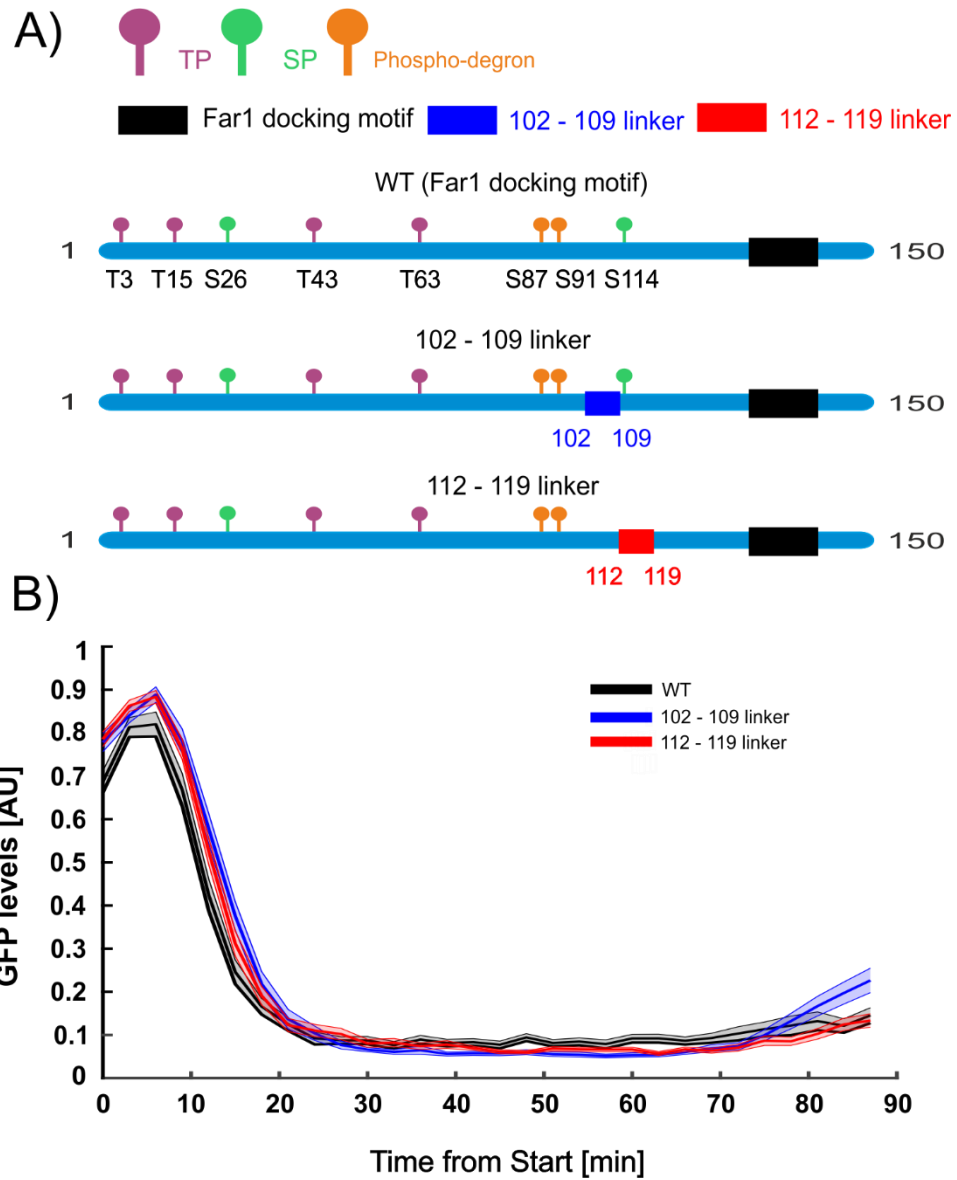 A)
TP SP Phospho-degron
Far1 docking motif 102 - 109 linker 112 - 119 linker
WT (Far1 docking motif)
1 150
T3 T15 S26 T43 T63 S87 S91 S114
102 - 109 linker
1 150
102 109
112 - 119 linker
1 150
112 119
B)
GFP levels [AU]
1
0.9
0.8
0.7
0.6
0.5
0.4
0.3
0.2
0.1
0
WT
102 - 109 linker
112 - 119 linker
0 10 20 30 40 50 60 70 80 90
Time from Start [min]